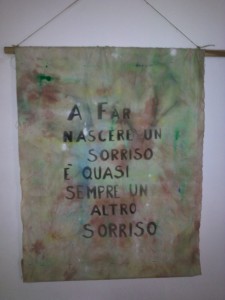 A FAR
NASCERE UN
SORRISO
È QUASI
SEMPRE UN
ALTRO
SORRISO